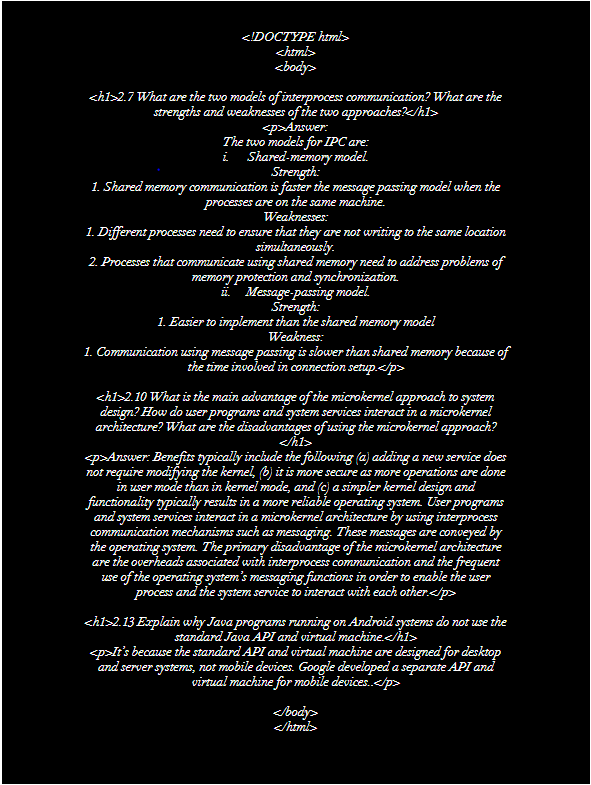 <!DOCTYPE html>
<html>
<body>
<h1>2.7 What are the two models of interprocess communication? What are the
strengths and weaknesses of the two approaches?</h1>
<p>Answer:
The two models for IPC are:
i. Shared-memory model.
Strength:
1. Shared memory communication is faster the message passing model when the
processes are on the same machine.
Weaknesses:
1. Different processes need to ensure that they are not writing to the same location
simultaneously.
2. Processes that communicate using shared memory need to address problems of
memory protection and synchronization.
ii. Message-passing model.
Strength:
1. Easier to implement than the shared memory model
Weakness:
1. Communication using message passing is slower than shared memory because of
the time involved in connection setup.</p>
<h1>2.10 What is the main advantage of the microkernel approach to system
design? How do user programs and system services interact in a microkernel
architecture? What are the disadvantages of using the microkernel approach?
</h1>
<p>Answer: Benefits typically include the following (a) adding a new service does
not require modifying the kernel, (b) it is more secure as more operations are done
in user mode than in kernel mode, and (c) a simpler kernel design and
functionality typically results in a more reliable operating system. User programs
and system services interact in a microkernel architecture by using interprocess
communication mechanisms such as messaging. These messages are conveyed by
the operating system. The primary disadvantage of the microkernel architecture
are the overheads associated with interprocess communication and the frequent
use of the operating system's messaging functions in order to enable the user
process and the system service to interact with each other.</p>
<h1>2.13 Explain why Java programs running on Android systems do not use the
standard Java API and virtual machine.</h1>
<p>It's because the standard API and virtual machine are designed for desktop
and server systems, not mobile devices. Google developed a separate API and
virtual machine for mobile devices..</p>
</body>
</html>